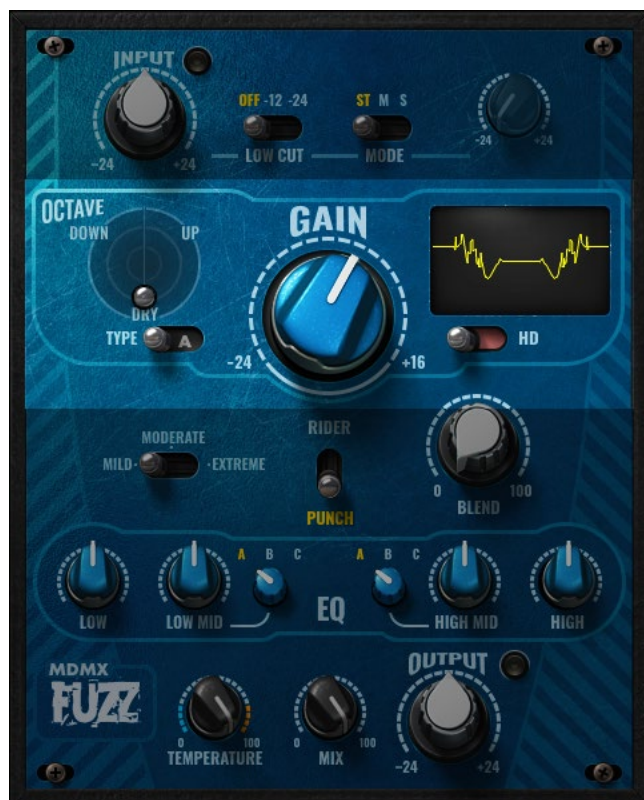 INPUT
-24 +24
OFF -12 -24
LOW CUT
ST M S
MODE
-24 +24
OCTAVE
DOWN UP
DRY
TYPE A
GAIN
-24 +16
HD
MODERATE
MILD· ·EXTREME
RIDER
PUNCH
0 100
BLEND
LOW
LOW MID
A B C
EQ
A B C
HIGH MID
HIGH
MDMX
FUZZ
0 100
TEMPERATURE
0 100
MIX
OUTPUT
-24 +24